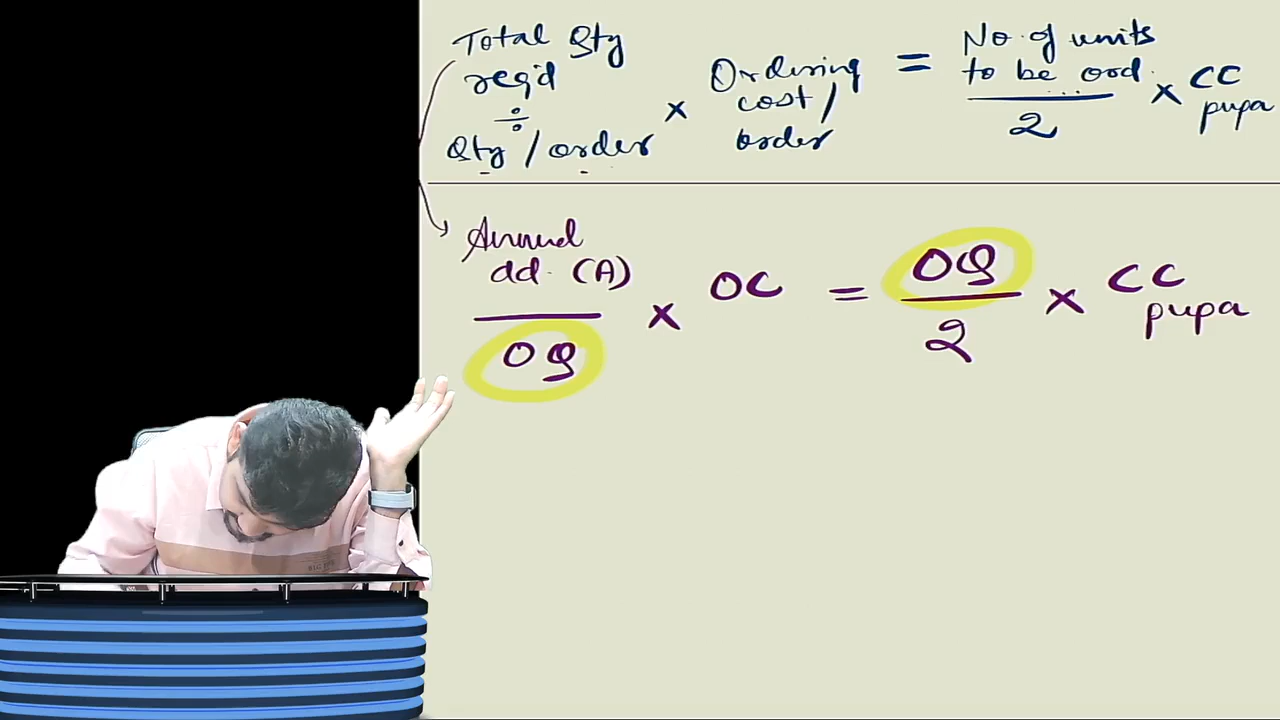 Total Qty
req'd
÷
Qty / order
×
Ordering
cost /
order
=
No. of units
to be ord.
2
× CC
pupa
Annual
dd. (A)
OQ
× OC
=
OQ
2
× CC
pupa